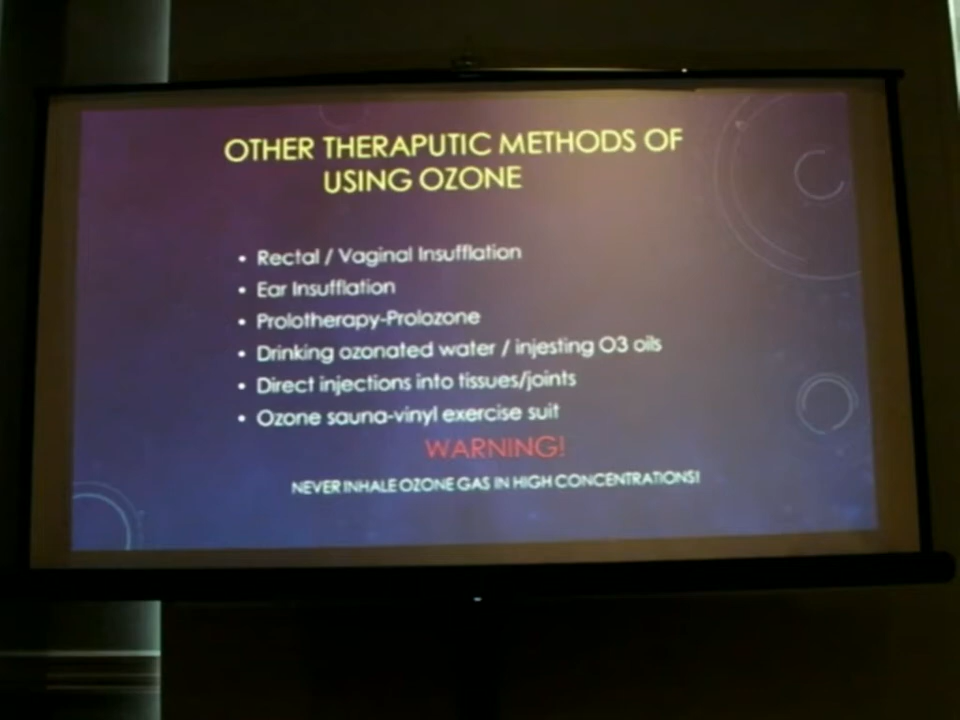 OTHER THERAPUTIC METHODS OF
USING OZONE
• Rectal / Vaginal Insufflation
• Ear Insufflation
• Prolotherapy-Prolozone
• Drinking ozonated water / injesting O3 oils
• Direct injections into tissues/joints
• Ozone sauna-vinyl exercise suit
WARNING!
NEVER INHALE OZONE GAS IN HIGH CONCENTRATIONS!